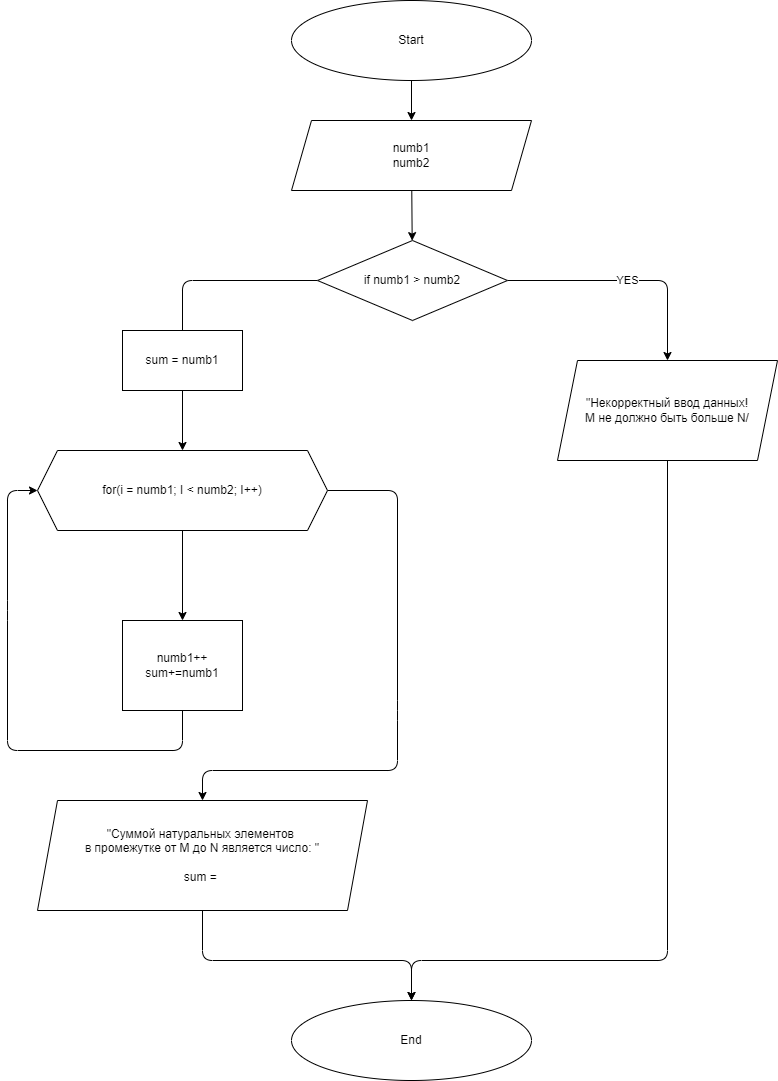 Start
numb1
numb2
if numb1 > numb2
YES
sum = numb1
"Некорректный ввод данных!
M не должно быть больше N/
for(i = numb1; I < numb2; I++)
numb1++
sum+=numb1
"Суммой натуральных элементов
в промежутке от M до N является число: "
sum =
End